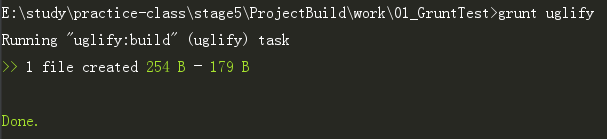 E:\study\practice-class\stage5\ProjectBuild\work\01_GruntTest>grunt uglify
Running "uglify:build" (uglify) task
>> 1 file created 254 B - 179 B
Done.